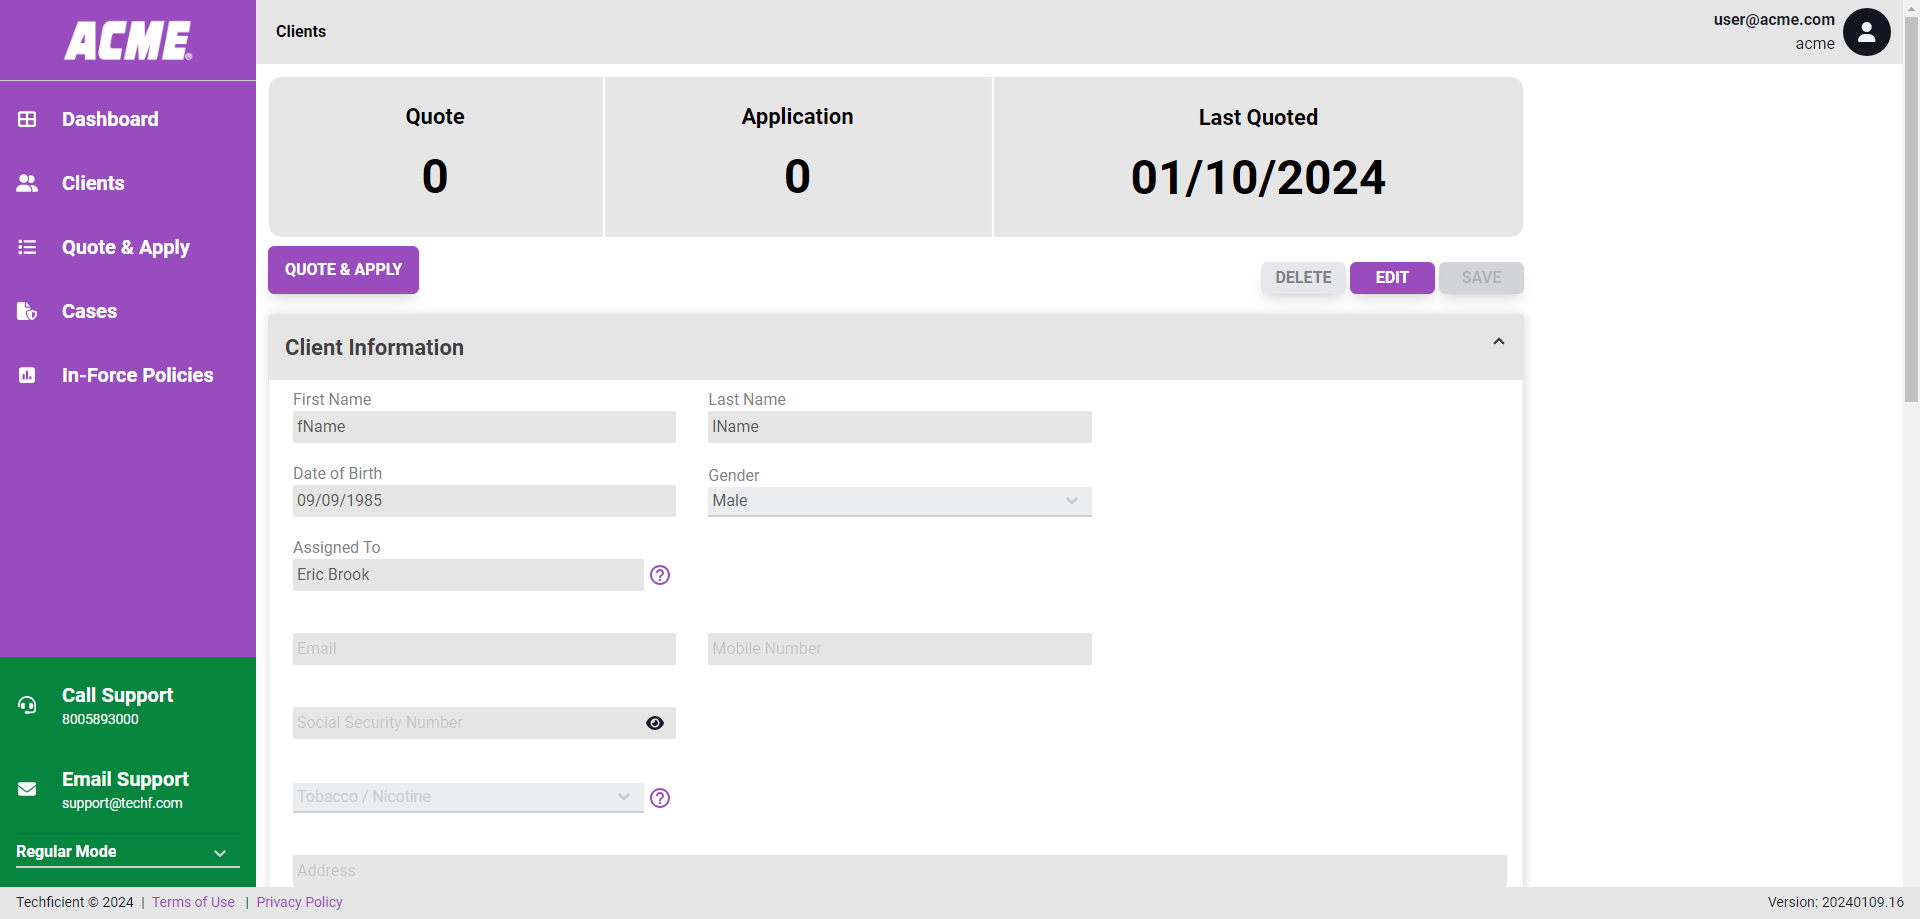 ACME®
Dashboard
Clients
Quote & Apply
Cases
In-Force Policies
Call Support
8005893000
Email Support
support@techf.com
Regular Mode
Clients
user@acme.com
acme
Quote
0
Application
0
Last Quoted
01/10/2024
QUOTE & APPLY
DELETE
EDIT
SAVE
Client Information
First Name
fName
Last Name
lName
Date of Birth
09/09/1985
Gender
Male
Assigned To
Eric Brook
Email
Mobile Number
Social Security Number
Tobacco / Nicotine
Address
Techficient © 2024 | Terms of Use | Privacy Policy
Version: 20240109.16